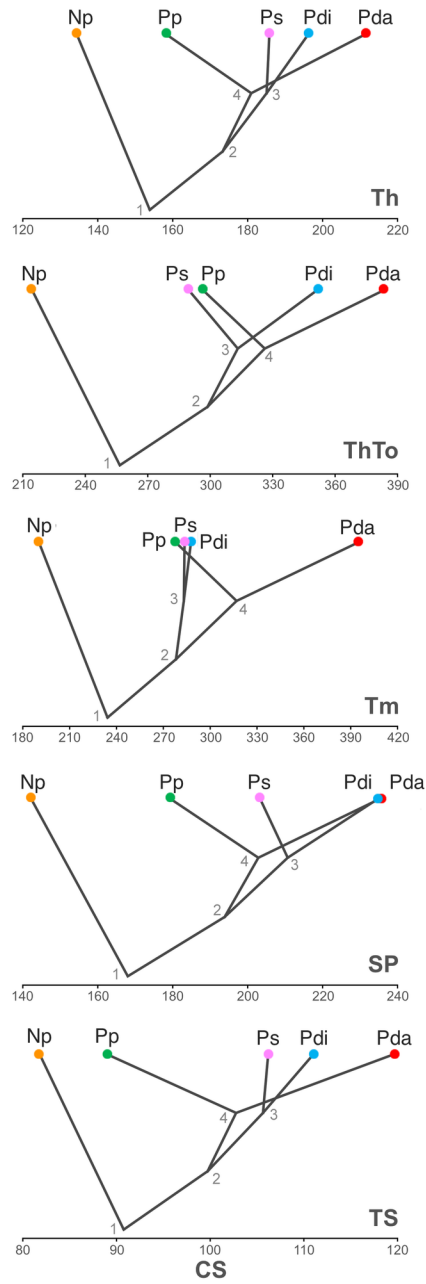 Np Pp Ps Pdi Pda
4 3
2
1
Th
120 140 160 180 200 220
Np Ps Pp Pdi Pda
3 4
2
1
ThTo
210 240 270 300 330 360 390
Np Pp Ps Pdi Pda
3
4
2
1
Tm
180 210 240 270 300 330 360 390 420
Np Pp Ps Pdi Pda
4 3
2
1
SP
140 160 180 200 220 240
Np Pp Ps Pdi Pda
4 3
2
1
TS
80 90 100 110 120
CS